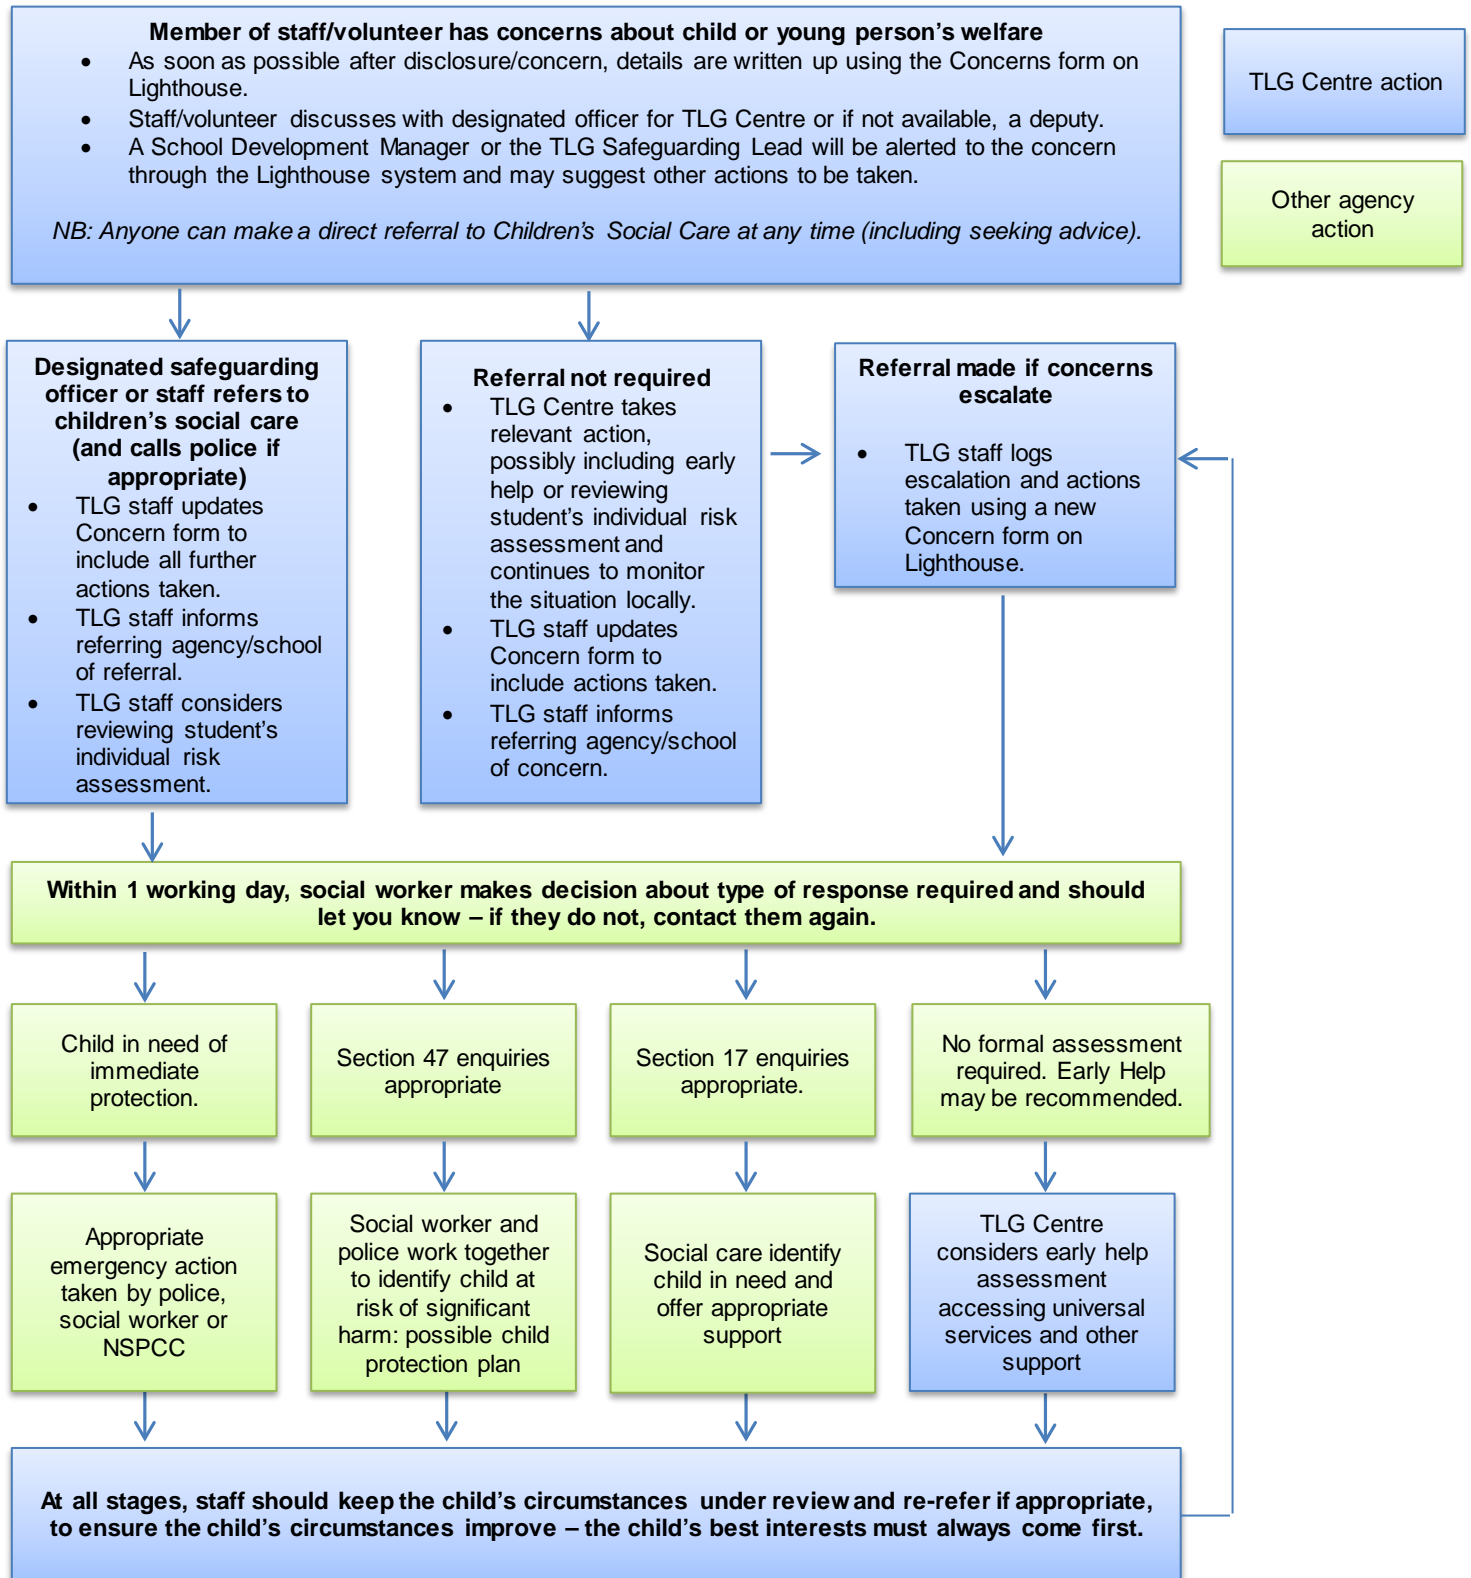 Member of staff/volunteer has concerns about child or young person's welfare
• As soon as possible after disclosure/concern, details are written up using the Concerns form on
Lighthouse.
• Staff/volunteer discusses with designated officer for TLG Centre or if not available, a deputy.
• A School Development Manager or the TLG Safeguarding Lead will be alerted to the concern
through the Lighthouse system and may suggest other actions to be taken.
NB: Anyone can make a direct referral to Children's Social Care at any time (including seeking advice).
TLG Centre action
Other agency
action
Designated safeguarding
officer or staff refers to
children's social care
(and calls police if
appropriate)
• TLG staff updates
Concern form to
include all further
actions taken.
• TLG staff informs
referring agency/school
of referral.
• TLG staff considers
reviewing student's
individual risk
assessment.
Referral not required
• TLG Centre takes
relevant action,
possibly including early
help or reviewing
student's individual risk
assessment and
continues to monitor
the situation locally.
• TLG staff updates
Concern form to
include actions taken.
• TLG staff informs
referring agency/school
of concern.
Referral made if concerns
escalate
• TLG staff logs
escalation and actions
taken using a new
Concern form on
Lighthouse.
Within 1 working day, social worker makes decision about type of response required and should
let you know – if they do not, contact them again.
Child in need of
immediate
protection.
Section 47 enquiries
appropriate
Section 17 enquiries
appropriate.
No formal assessment
required. Early Help
may be recommended.
Appropriate
emergency action
taken by police,
social worker or
NSPCC
Social worker and
police work together
to identify child at
risk of significant
harm: possible child
protection plan
Social care identify
child in need and
offer appropriate
support
TLG Centre
considers early help
assessment
accessing universal
services and other
support
At all stages, staff should keep the child's circumstances under review and re-refer if appropriate,
to ensure the child's circumstances improve – the child's best interests must always come first.